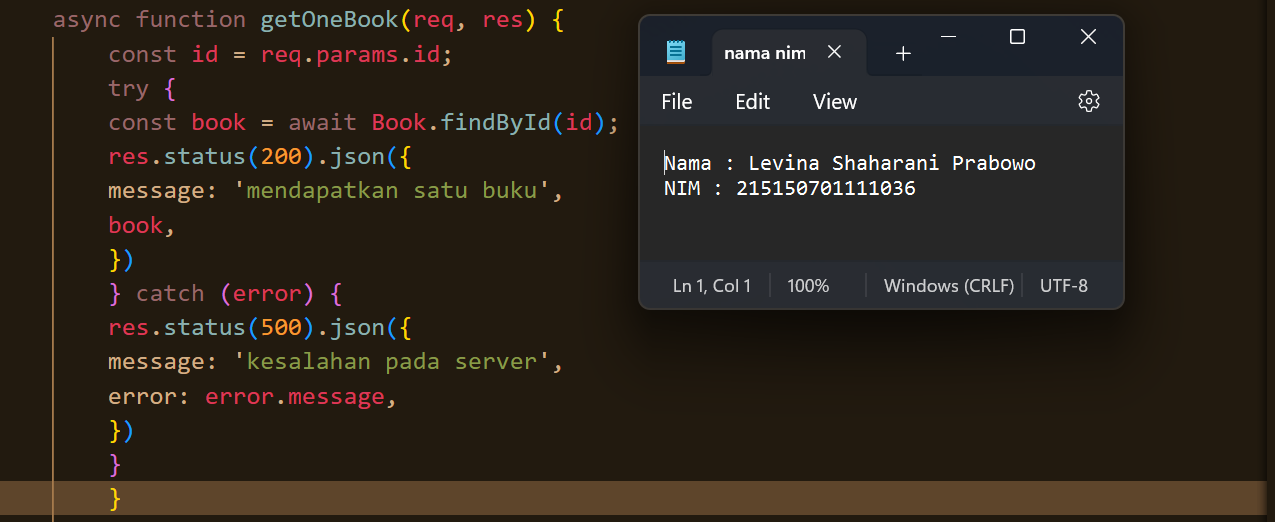 async function getOneBook(req, res) {
const id = req.params.id;
try {
const book = await Book.findById(id);
res.status(200).json({
message: 'mendapatkan satu buku',
book,
})
} catch (error) {
res.status(500).json({
message: 'kesalahan pada server',
error: error.message,
})
}
}
nama nim
File Edit View
Nama : Levina Shaharani Prabowo
NIM : 215150701111036
Ln 1, Col 1 100% Windows (CRLF) UTF-8